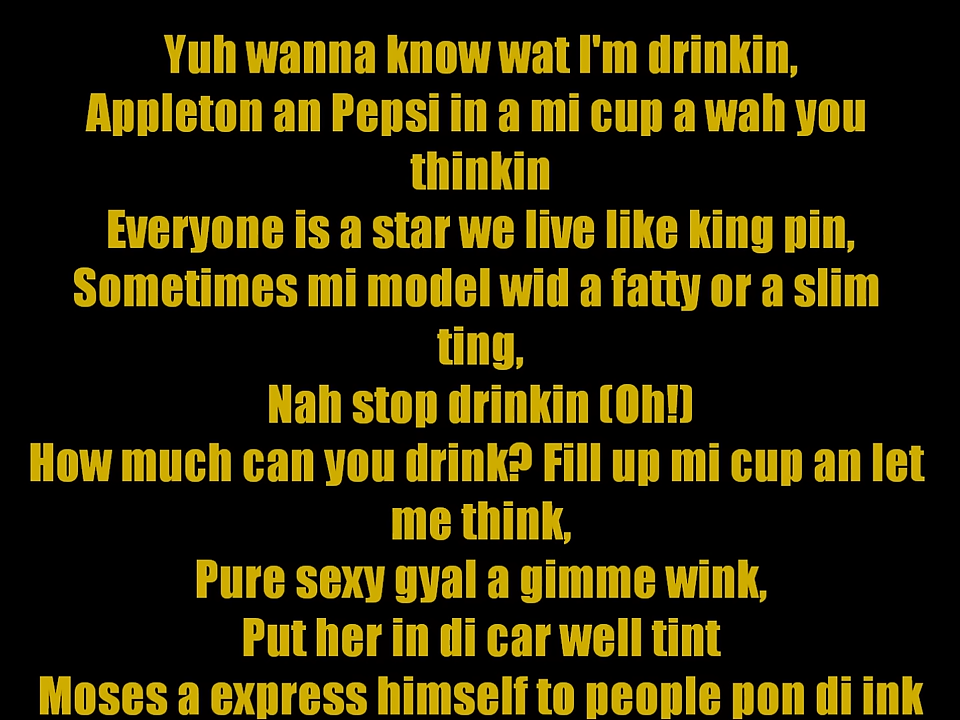 Yuh wanna know wat I'm drinkin,
Appleton an Pepsi in a mi cup a wah you
thinkin
Everyone is a star we live like king pin,
Sometimes mi model wid a fatty or a slim
ting,
Nah stop drinkin (Oh!)
How much can you drink? Fill up mi cup an let
me think,
Pure sexy gyal a gimme wink,
Put her in di car well tint
Moses a express himself to people pon di ink